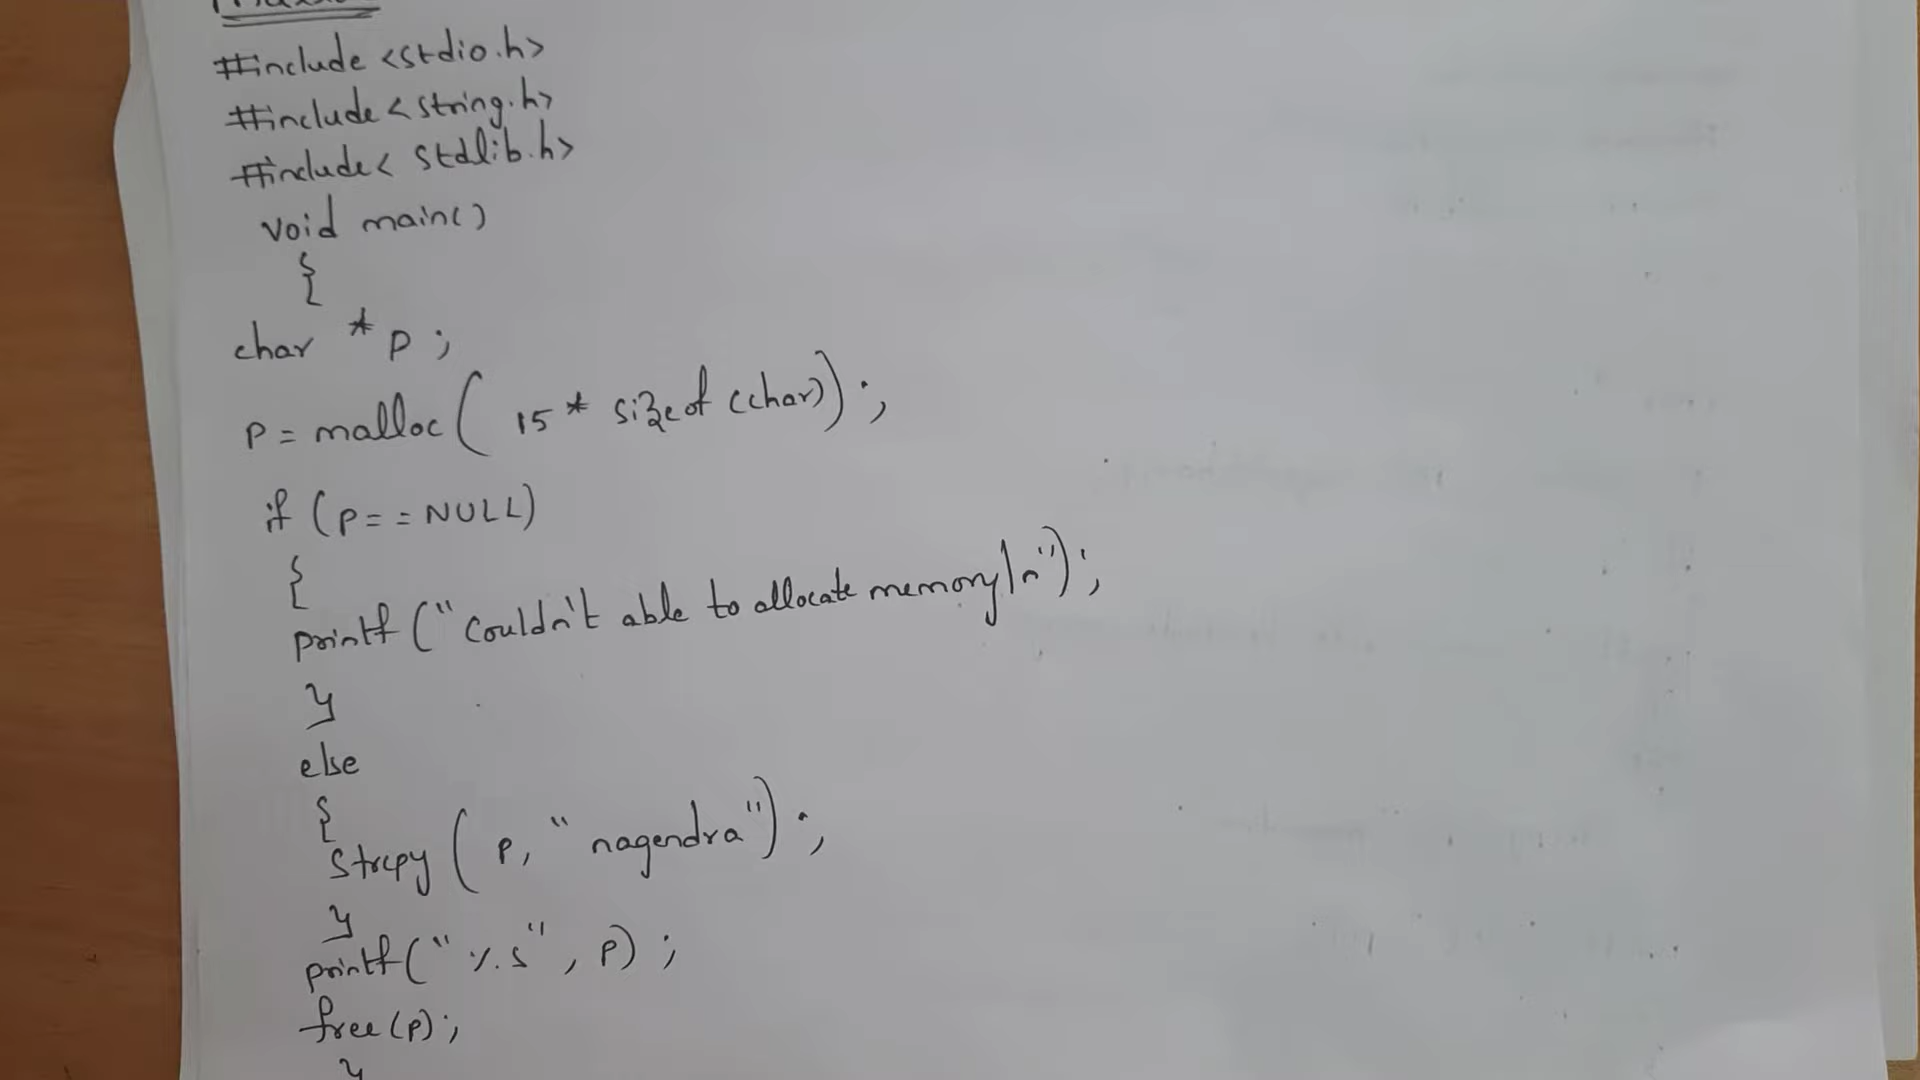 #include <stdio.h>
#include <string.h>
#include < stdlib.h>
void main()
{
char * p ;
p = malloc ( 15 * sizeof (char)) ;
if (p == NULL)
{
printf ("couldn't able to allocate memory\n");
}
else
{
strcpy ( p, "nagendra") ;
}
printf (" %s", p) ;
free (p) ;
}